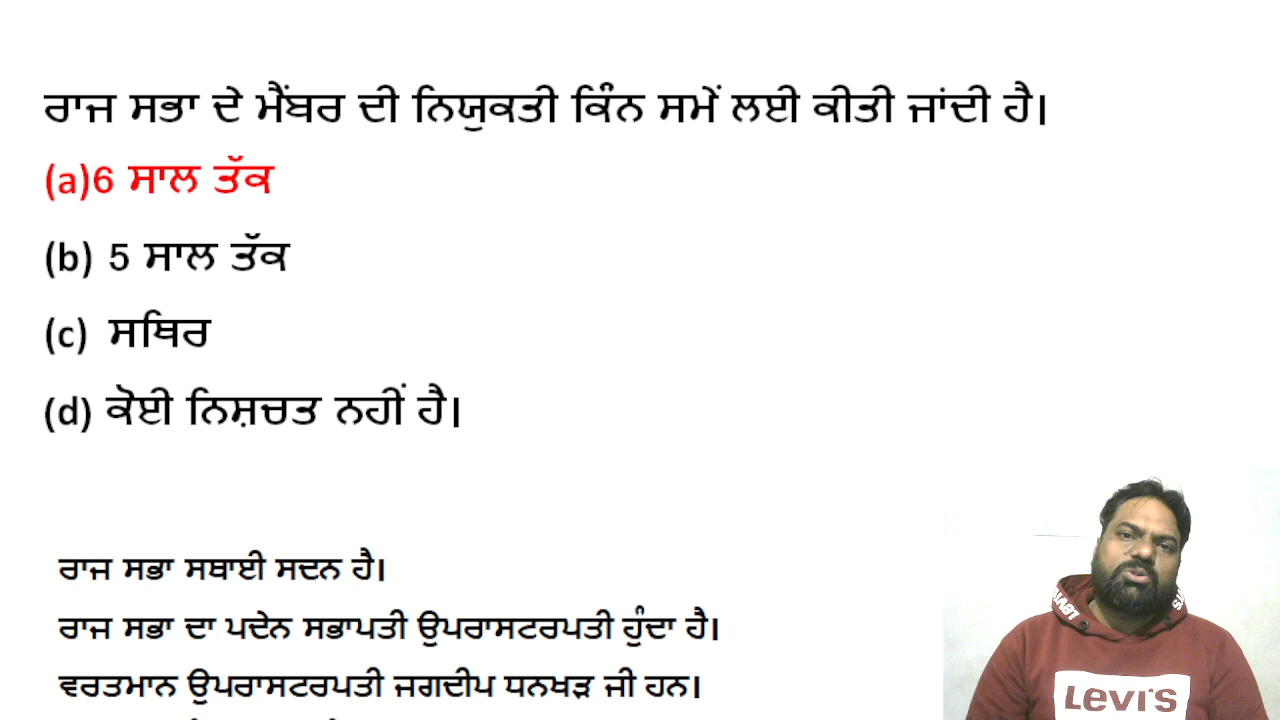 ਰਾਜ ਸਭਾ ਦੇ ਮੈਂਬਰ ਦੀ ਨਿਯੁਕਤੀ ਕਿੰਨ ਸਮੇਂ ਲਈ ਕੀਤੀ ਜਾਂਦੀ ਹੈ।
(a)6 ਸਾਲ ਤੱਕ
(b) 5 ਸਾਲ ਤੱਕ
(c) ਸਥਿਰ
(d) ਕੋਈ ਨਿਸ਼ਚਤ ਨਹੀਂ ਹੈ।
ਰਾਜ ਸਭਾ ਸਥਾਈ ਸਦਨ ਹੈ।
ਰਾਜ ਸਭਾ ਦਾ ਪਦੇਨ ਸਭਾਪਤੀ ਉਪਰਾਸਟਰਪਤੀ ਹੁੰਦਾ ਹੈ।
ਵਰਤਮਾਨ ਉਪਰਾਸਟਰਪਤੀ ਜਗਦੀਪ ਧਨਖੜ ਜੀ ਹਨ।
LEVI'S